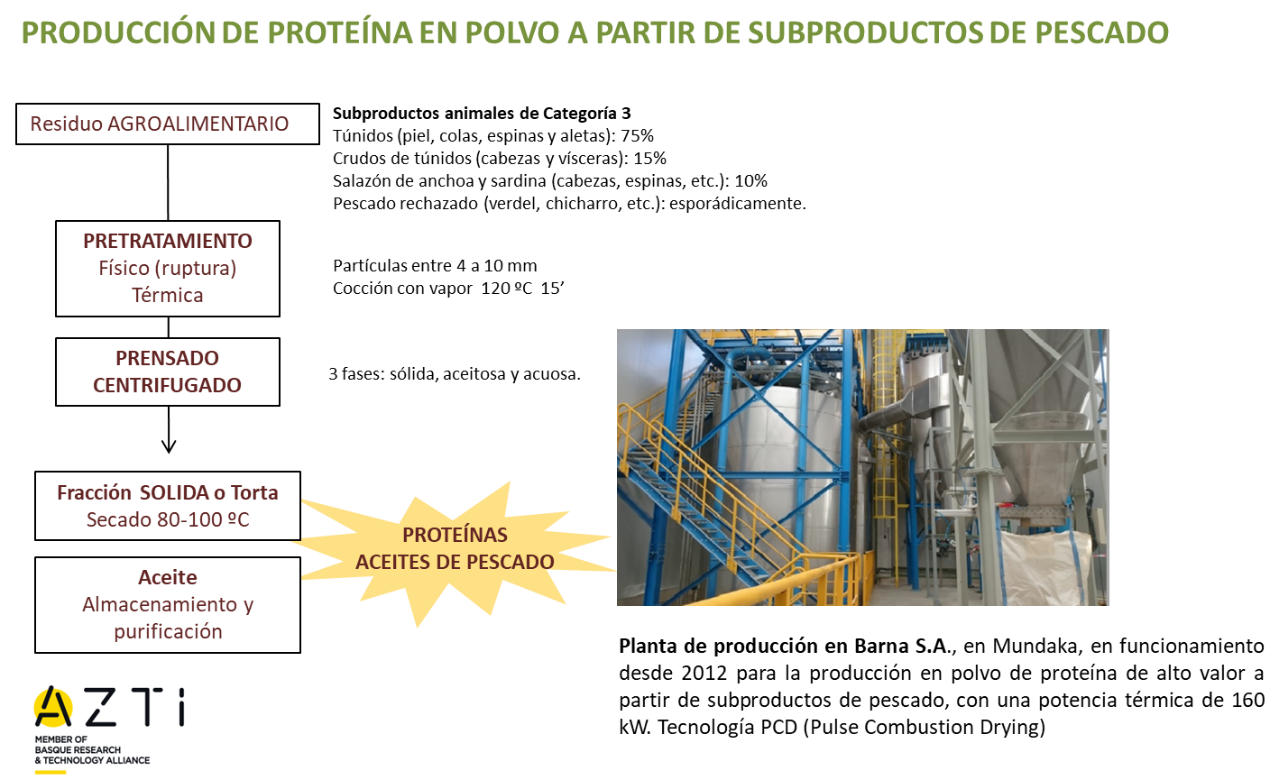 PRODUCCIÓN DE PROTEÍNA EN POLVO A PARTIR DE SUBPRODUCTOS DE PESCADO
Residuo AGROALIMENTARIO
Subproductos animales de Categoría 3
Túnidos (piel, colas, espinas y aletas): 75%
Crudos de túnidos (cabezas y vísceras): 15%
Salazón de anchoa y sardina (cabezas, espinas, etc.): 10%
Pescado rechazado (verdel, chicharro, etc.): esporádicamente.
PRETRATAMIENTO
Físico (ruptura)
Térmica
Partículas entre 4 a 10 mm
Cocción con vapor 120 ºC 15’
PRENSADO
CENTRIFUGADO
3 fases: sólida, aceitosa y acuosa.
Fracción SOLIDA o Torta
Secado 80-100 ºC
PROTEÍNAS
ACEITES DE PESCADO
Aceite
Almacenamiento y
purificación
Planta de producción en Barna S.A., en Mundaka, en funcionamiento
desde 2012 para la producción en polvo de proteína de alto valor a
partir de subproductos de pescado, con una potencia térmica de 160
kW. Tecnología PCD (Pulse Combustion Drying)
AZTi
MEMBER OF
BASQUE RESEARCH
& TECHNOLOGY ALLIANCE